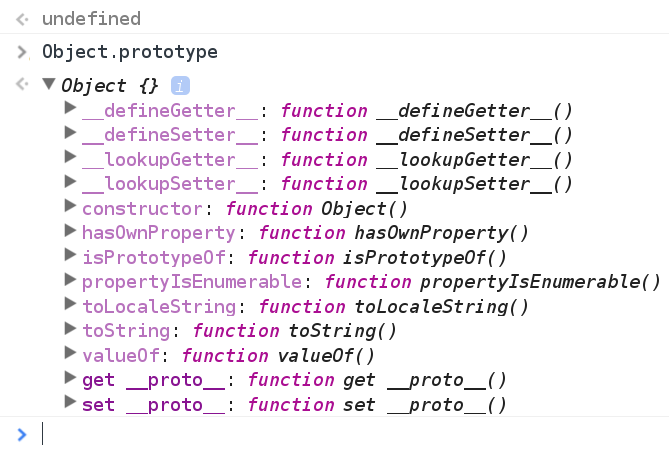 undefined
Object.prototype
Object {} i
__defineGetter__: function __defineGetter__()
__defineSetter__: function __defineSetter__()
__lookupGetter__: function __lookupGetter__()
__lookupSetter__: function __lookupSetter__()
constructor: function Object()
hasOwnProperty: function hasOwnProperty()
isPrototypeOf: function isPrototypeOf()
propertyIsEnumerable: function propertyIsEnumerable()
toLocaleString: function toLocaleString()
toString: function toString()
valueOf: function valueOf()
get __proto__: function get __proto__()
set __proto__: function set __proto__()